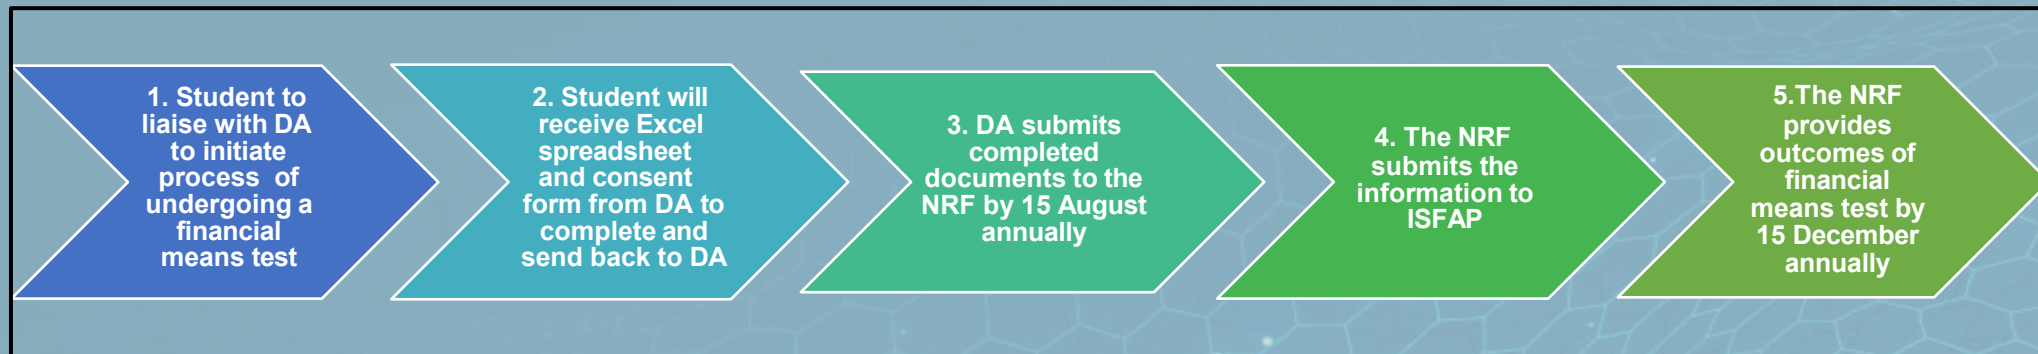 1. Student to
liaise with DA
to initiate
process of
undergoing a
financial
means test
2. Student will
receive Excel
spreadsheet
and consent
form from DA to
complete and
send back to DA
3. DA submits
completed
documents to the
NRF by 15 August
annually
4. The NRF
submits the
information to
ISFAP
5.The NRF
provides
outcomes of
financial
means test by
15 December
annually